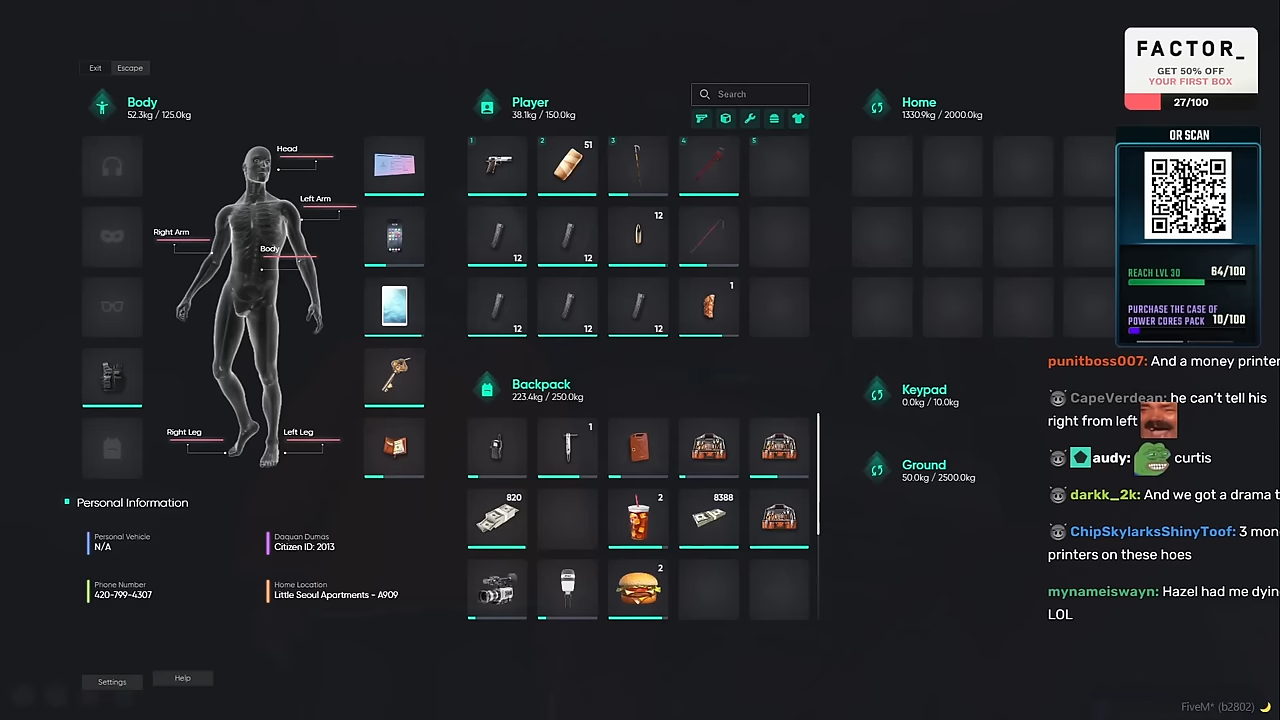 Exit Escape
Body
52.3kg / 125.0kg
Head
Left Arm
Right Arm
Body
Right Leg
Left Leg
Personal Information
Personal Vehicle
N/A
Daquan Dumas
Citizen ID: 2013
Phone Number
420-799-4307
Home Location
Little Seoul Apartments - A909
Settings
Help
Player
38.1kg / 150.0kg
Search
1 2 51 3 4 5
12 12 12
12 12 12 1
Backpack
223.4kg / 250.0kg
1
820 2 8388
2
Home
1330.9kg / 2000.0kg
Keypad
0.0kg / 10.0kg
Ground
50.0kg / 2500.0kg
FACTOR_
GET 50% OFF
YOUR FIRST BOX
27/100
OR SCAN
REACH LVL 30 64/100
PURCHASE THE CASE OF
POWER CORES PACK 10/100
punitboss007: And a money printer
CapeVerdean: he can't tell his
right from left
audy: curtis
darkk_2k: And we got a drama t
ChipSkylarksShinyToof: 3 mon
printers on these hoes
mynameiswayn: Hazel had me dyin
LOL
FiveM* (b2802)